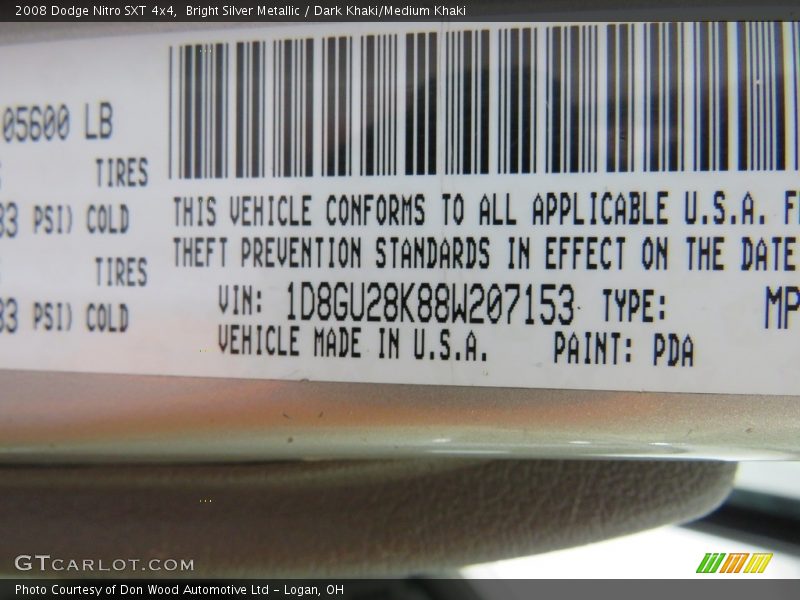 2008 Dodge Nitro SXT 4x4, Bright Silver Metallic / Dark Khaki/Medium Khaki
05600 LB
TIRES
PSI) COLD
TIRES
PSI) COLD
THIS VEHICLE CONFORMS TO ALL APPLICABLE U.S.A.
THEFT PREVENTION STANDARDS IN EFFECT ON THE DATE
VIN: 1D8GU28K88W207153 TYPE: MP
VEHICLE MADE IN U.S.A. PAINT: PDA
GTCARLOT.COM
Photo Courtesy of Don Wood Automotive Ltd - Logan, OH